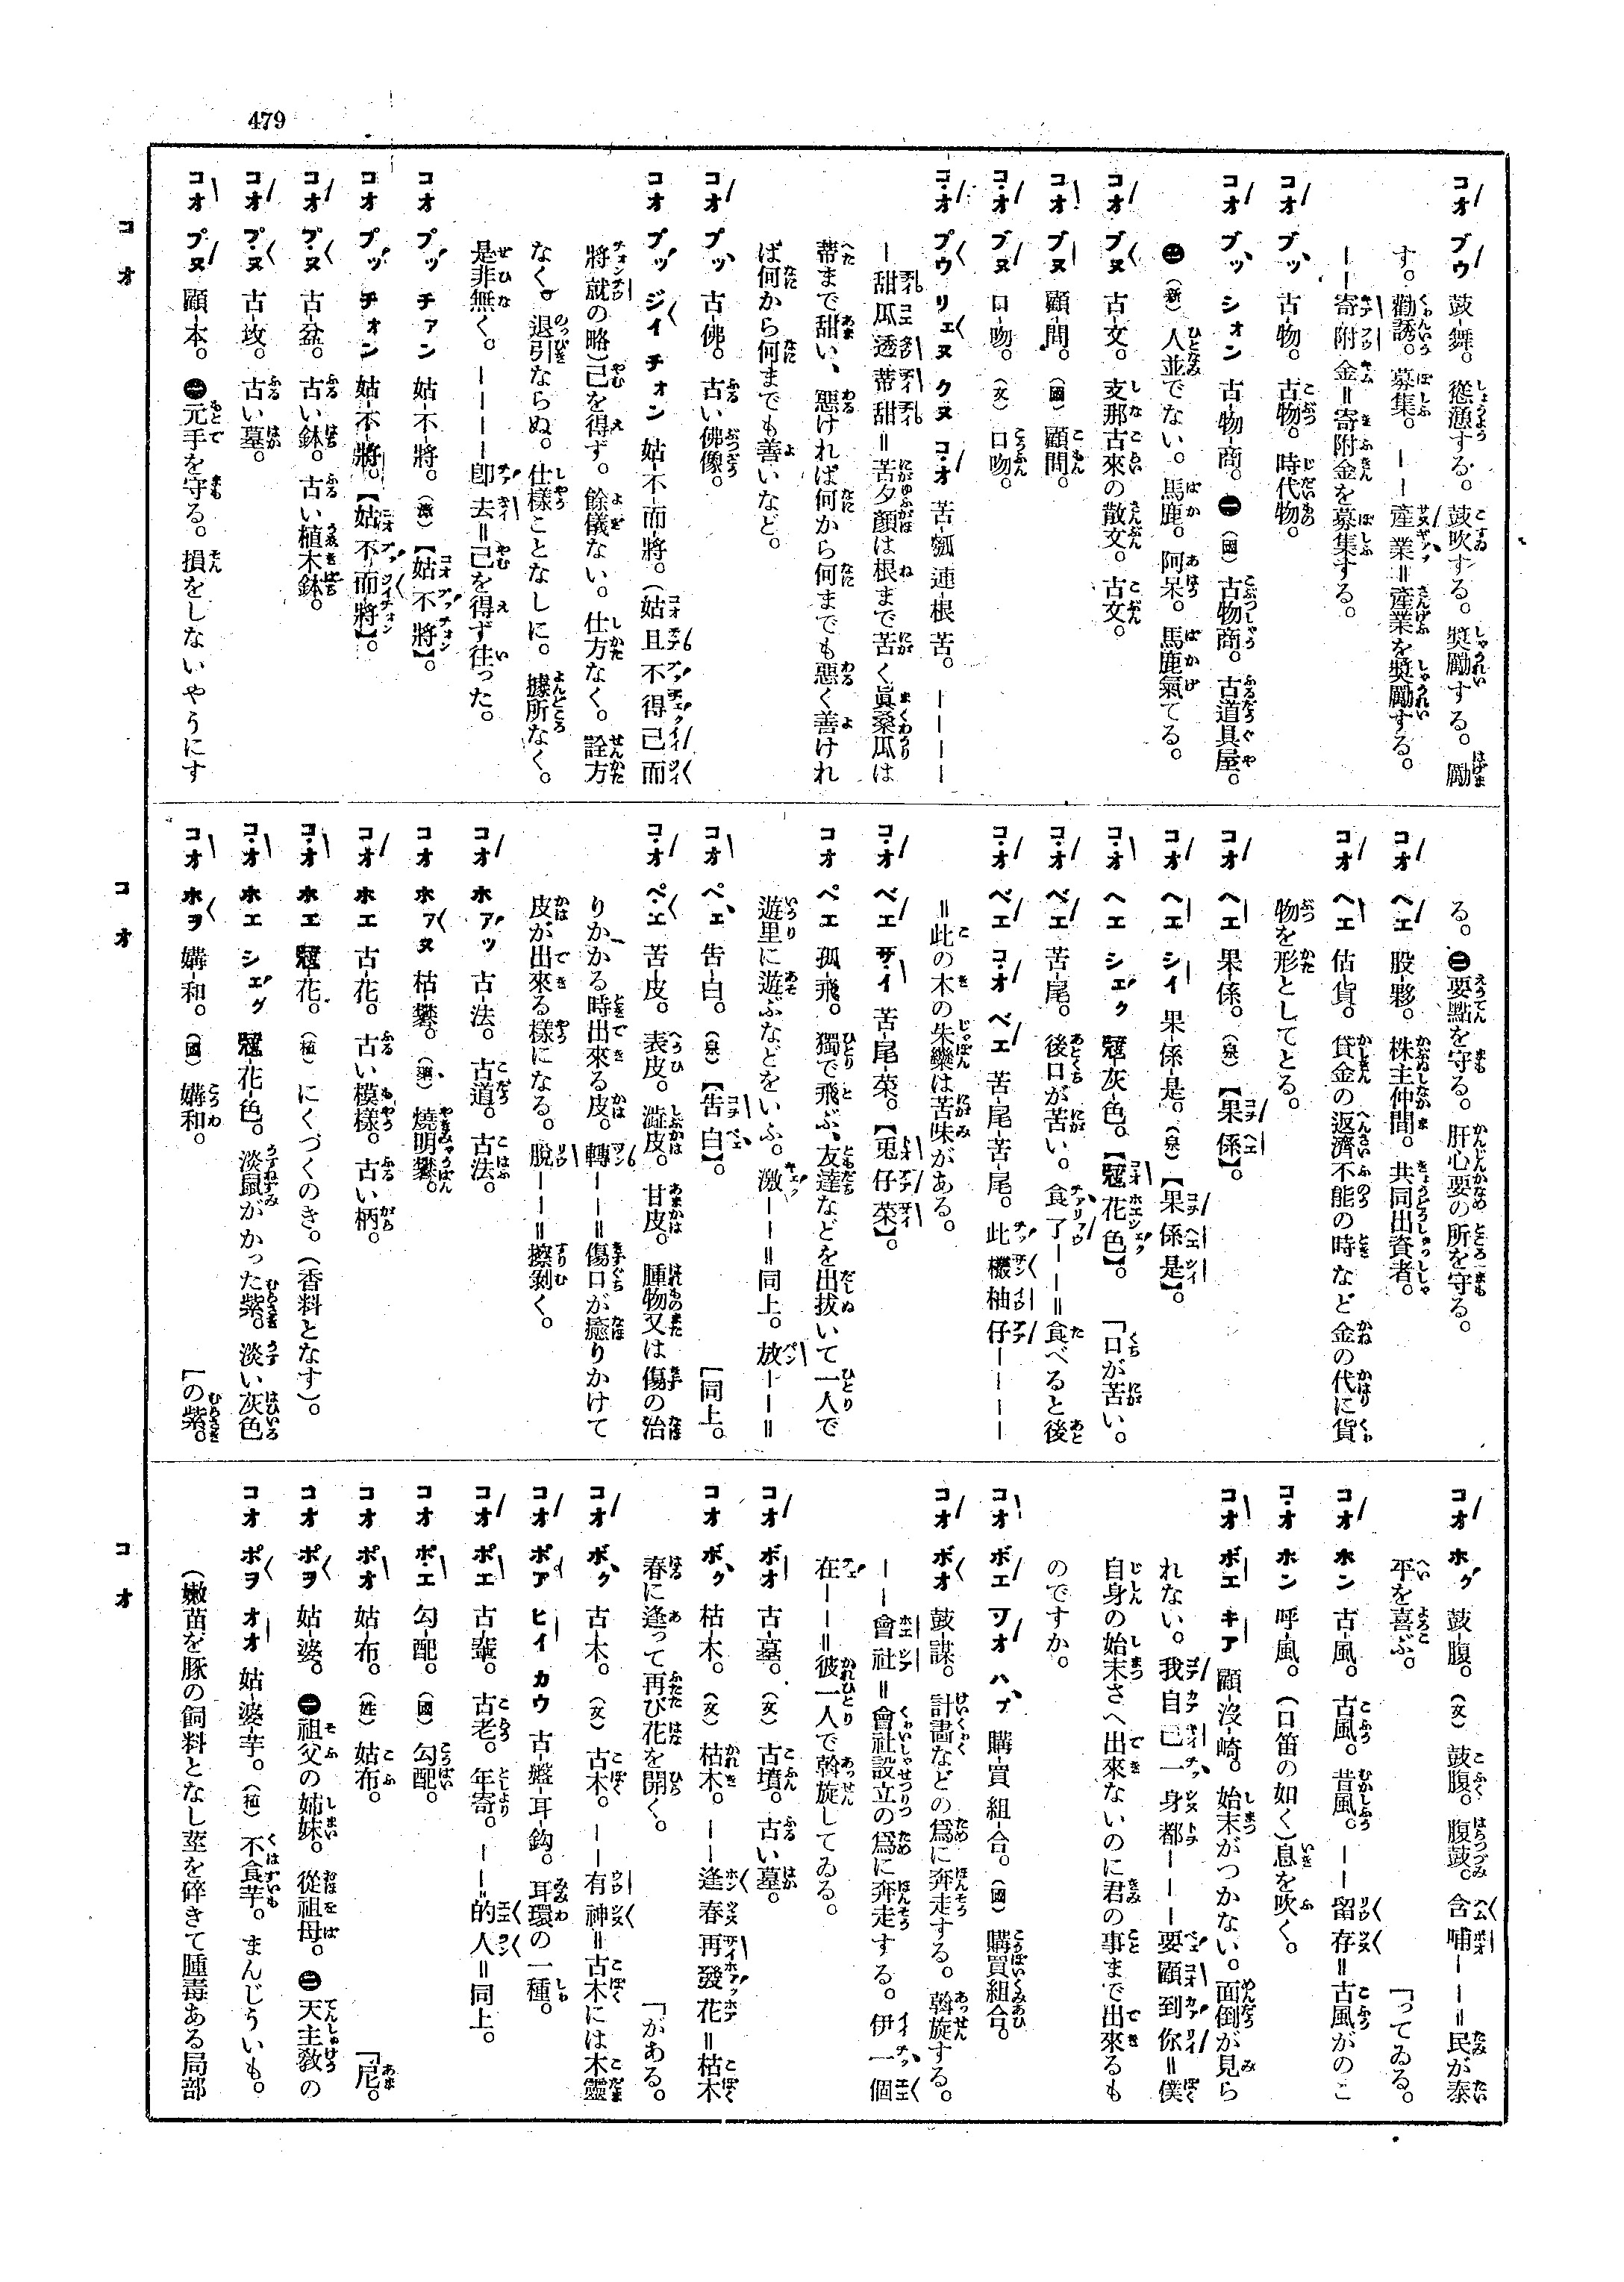 479
コオ ブウ 鼓-舞。慫慂する。鼓吹する。奬勵する。勵ま
す。勸誘。募集。――產業＝產業を奬勵する。
――寄附金＝寄附金を募集する。
コオ ブッ 古-物。古物。時代物。
コオ ブッ シォン 古-物-商。㊀(國)古物商。古道具屋。
㊁(新)人並でない。馬鹿。阿呆。馬鹿氣てる。
コオ ブヌ 古-文。支那古來の散文。古文。
コオ ブヌ 顧-問。(國)顧問。
コオ ブヌ 口-吻。(文)口吻。
コオ プウ リェヌ クヌ コオ 苦-瓠-連-根-苦。――――
―甜瓜透蒂甜＝苦夕顏は根まで苦く眞桑瓜は
蒂まで甜い、惡ければ何から何までも惡く善けれ
ば何から何までも善いなど。
コオ プッ 古-佛。古い佛像。
コオ プッ ジイ チォン 姑-不-而-將。(姑且不得已而
將就の略)已を得ず。餘儀ない。仕方なく。詮方
なく。退引ならぬ。仕樣ことなしに。據所なく。
是非無く。――――卽去＝已を得ず往った。
コオ プッ チァン 姑-不-將。(漳)【姑不將】。
コオ プッ チォン 姑-不-將。【姑不而將】。
コオ プヌ 古-盆。古い鉢。古い植木鉢。
コオ プヌ 古-墳。古い墓。
コオ プヌ 顧-本。㊀元手を守る。損をしないやうにす
コオ
る。㊁要點を守る。肝心要の所を守る。
コオ ヘエ 股-夥。株主仲間。共同出資者。
コオ ヘエ 估-貨。貸金の返濟不能の時など金の代に貨
物を形としてとる。
コオ ヘエ 果-係。(泉)【果係】。
コオ ヘエ シイ 果-係-是。(泉)【果係是】。
コオ ヘエ シェク 蔻-灰-色。【蔻花色】。「口が苦い。
コオ ベエ 苦-尾。後口が苦い。食了――＝食べると後
コオ ベエ コオ ベエ 苦-尾-苦-尾。此欉柚仔――――
＝此の木の朱欒は苦味がある。
コオ ベエ サイ 苦-尾-菜。【兎仔菜】。
コオ ペエ 孤-飛。獨で飛ぶ、友達などを出拔いて一人で
遊里に遊ぶなどをいふ。激――＝同上。放――＝
コオ ペェ 告-白。(泉)【告白】。[同上。
コオ ペエ 苦-皮。表皮。澁皮。甘皮。腫物又は傷の治
りかかる時出來る皮。轉――＝傷口が癒りかけて
皮が出來る樣になる。脫――＝擦剝く。
コオ ホアッ 古-法。古道。古法。
コオ ホアヌ 枯-礬。(藥)燒明礬。
コオ ホエ 古-花。古い模樣。古い柄。
コオ ホエ 蔻-花。(植)にくづくのき。(香料となす)。
コオ ホエ シェク 蔻-花-色。淡鼠がかった紫。淡い灰色
コオ ホヲ 媾-和。(國)媾和。[の紫。
コオ
コオ ホク 鼓-腹。(文)鼓腹。腹鼓。含哺――＝民が泰
平を喜ぶ。「ってゐる。
コオ ホン 古-風。古風。昔風。――留存＝古風がのこ
コオ ホン 呼-風。(口笛の如く)息を吹く。
コオ ボエ キア 顧-沒-崎。始末がつかない。面倒が見ら
れない。我自己一身都―――要顧到你＝僕
自身の始末さへ出來ないのに君の事まで出來るも
のですか。
コオ ボエ ツオ ハプ 購-買-組-合。(國)購買組合。
コオ ボオ 鼓-謀。計畫などの爲に奔走する。斡旋する。
――會社＝會社設立の爲に奔走する。伊一個
在――＝彼一人で斡旋してゐる。
コオ ボオ 古-墓。(文)古墳。古い墓。
コオ ボク 枯-木。(文)枯木。――逢春再發花＝枯木
春に逢って再び花を開く。「がある。
コオ ボク 古-木。(文)古木。――有神＝古木には木靈
コオ ポア ヒイ カウ 古-盤-耳-鈎。耳環の一種。
コオ ポエ 古-輩。古老。年寄。――的人＝同上。
コオ ポエ 勾-配。(國)勾配。
コオ ポオ 姑-布。(姓)姑布。「尼。
コオ ポヲ 姑-婆。㊀祖父の姉妹。從祖母。㊁天主敎の
コオ ポヲ オオ 姑-婆-芋。(植)不食芋。まんじういも。
(嫩苗を豚の飼料となし莖を碎きて腫毒ある局部
コオ